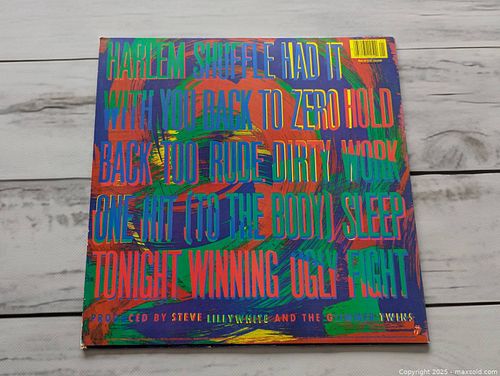 HARLEM SHUFFLE HAD IT
WITH YOU BACK TO ZERO HOLD
BACK TOO RUDE DIRTY WORK
ONE HIT (TO THE BODY) SLEEP
TONIGHT WINNING UGLY FIGHT
PRODUCED BY STEVE LILLYWHITE AND THE GLIMMER TWINS
Copyright 2025 - maxsold.com